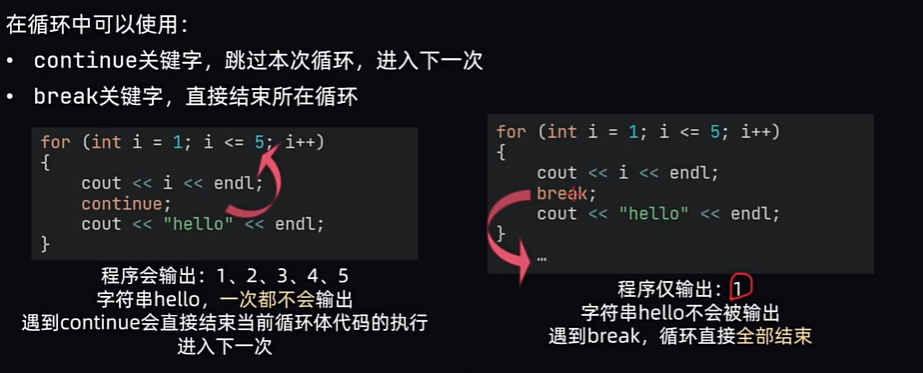 在循环中可以使用：
• continue关键字，跳过本次循环，进入下一次
• break关键字，直接结束所在循环
for (int i = 1; i <= 5; i++)
{
    cout << i << endl;
    continue;
    cout << "hello" << endl;
}
程序会输出：1、2、3、4、5
字符串hello，一次都不会输出
遇到continue会直接结束当前循环体代码的执行
进入下一次
for (int i = 1; i <= 5; i++)
{
    cout << i << endl;
    break;
    cout << "hello" << endl;
}
…
程序仅输出：1
字符串hello不会被输出
遇到break，循环直接全部结束